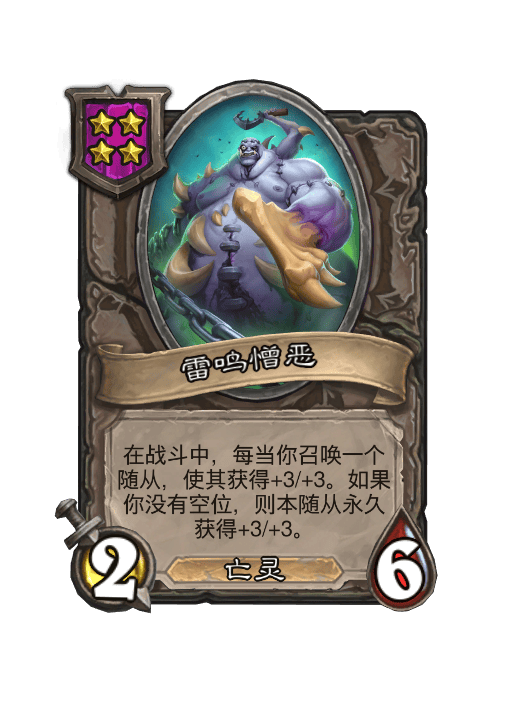 雷鸣憎恶
在战斗中，每当你召唤一个
随从，使其获得+3/+3。如果
你没有空位，则本随从永久
获得+3/+3。
2
亡灵
6